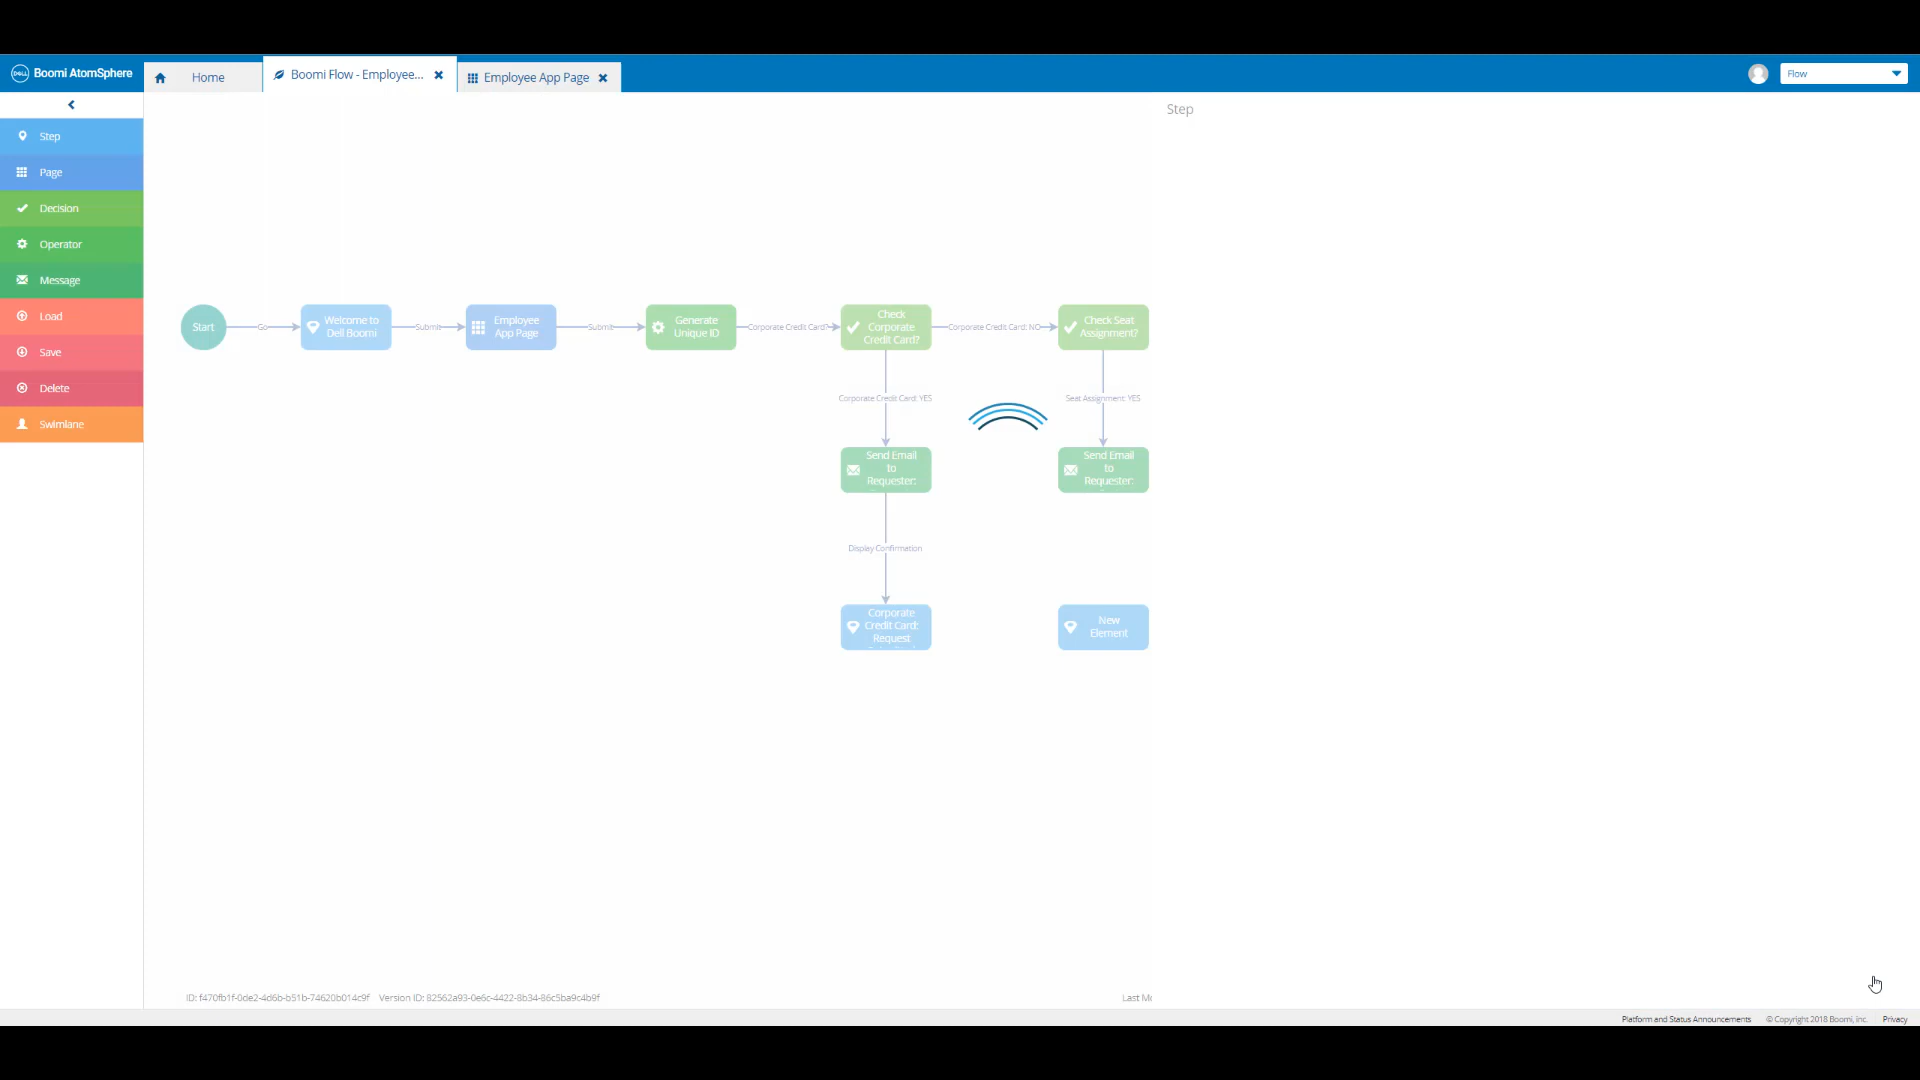 DELL Boomi AtomSphere
Home
Boomi Flow - Employee...
Employee App Page
Flow
Step
Page
Decision
Operator
Message
Load
Save
Delete
Swimlane
Step
Start
Go
Welcome to
Dell Boomi
Submit
Employee
App Page
Submit
Generate
Unique ID
Corporate Credit Card?
Check
Corporate
Credit Card?
Corporate Credit Card: NO
Check Seat
Assignment?
Corporate Credit Card: YES
Seat Assignment: YES
Send Email
to
Requester:
Send Email
to
Requester:
Display Confirmation
Corporate
Credit Card:
Request
New
Element
ID: f470fb1f-0de2-4d6b-b51b-74620b014c9f Version ID: 82562a93-0e6c-4422-8b34-86c5ba9c4b9f
Last Mo
Platform and Status Announcements © Copyright 2018 Boomi, Inc. Privacy